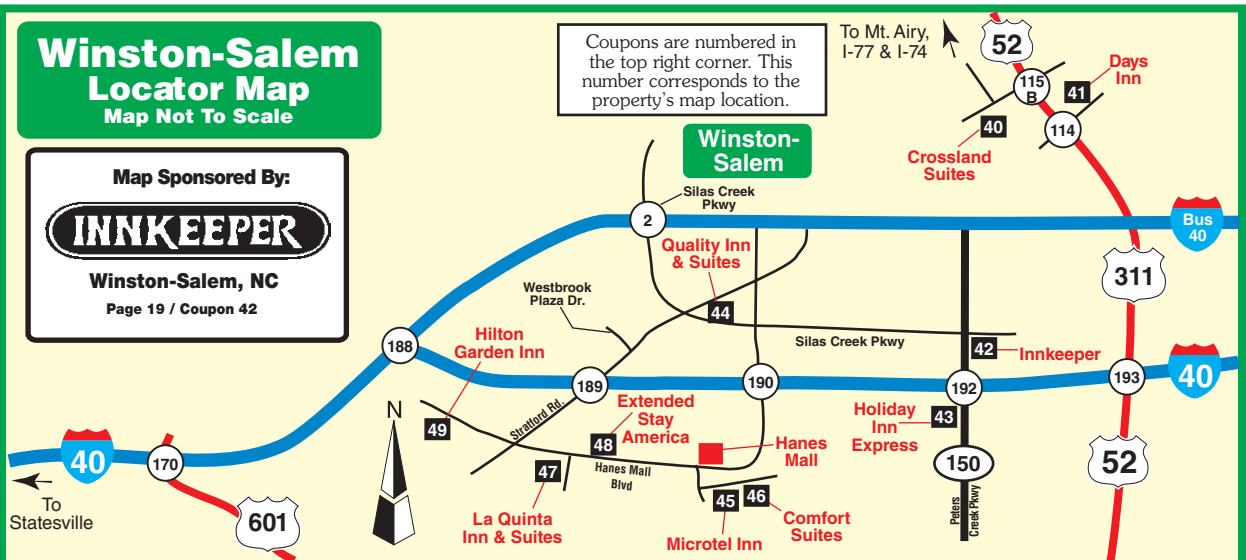 Winston-Salem
Locator Map
Map Not To Scale
Map Sponsored By:
INNKEEPER
Winston-Salem, NC
Page 19 / Coupon 42
Coupons are numbered in
the top right corner. This
number corresponds to the
property's map location.
To Mt. Airy,
I-77 & I-74
52
115
B
41
Days
Inn
114
40
Crossland
Suites
Winston-
Salem
Silas Creek
Pkwy
2
Bus
40
Quality Inn
& Suites
44
311
Westbrook
Plaza Dr.
Silas Creek Pkwy
42
Innkeeper
188
Hilton
Garden Inn
189
190
192
193
40
Stratford Rd.
Extended
Stay
America
48
Holiday
Inn
Express
43
49
N
Hanes
Mall
Hanes Mall
Blvd
47
La Quinta
Inn & Suites
45
46
Microtel Inn
Comfort
Suites
150
Peters
Creek Pkwy
52
40
170
To
Statesville
601